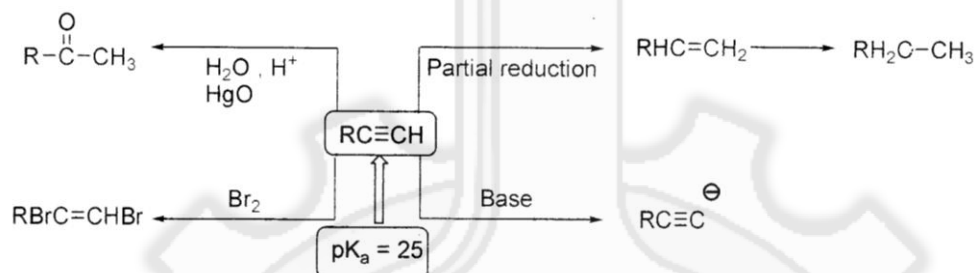 O
R-C-CH₃
H₂O , H⁺
HgO
Partial reduction
RHC=CH₂
RH₂C-CH₃
RC≡CH
RBrC=CHBr
Br₂
Base
⊖
RC≡C
pKₐ = 25